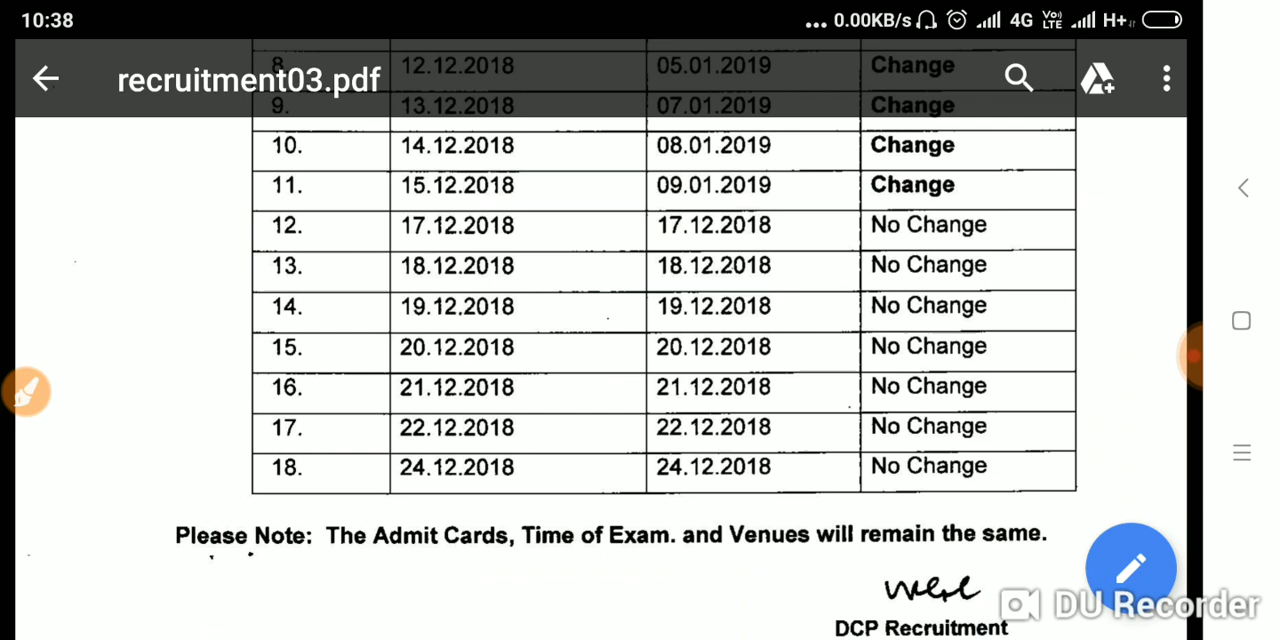 10:38 ... 0.00KB/s 4G Vo)) LTE H+
recruitment03.pdf
8. 12.12.2018 05.01.2019 Change
9. 13.12.2018 07.01.2019 Change
10. 14.12.2018 08.01.2019 Change
11. 15.12.2018 09.01.2019 Change
12. 17.12.2018 17.12.2018 No Change
13. 18.12.2018 18.12.2018 No Change
14. 19.12.2018 19.12.2018 No Change
15. 20.12.2018 20.12.2018 No Change
16. 21.12.2018 21.12.2018 No Change
17. 22.12.2018 22.12.2018 No Change
18. 24.12.2018 24.12.2018 No Change
Please Note: The Admit Cards, Time of Exam. and Venues will remain the same.
DU Recorder
DCP Recruitment